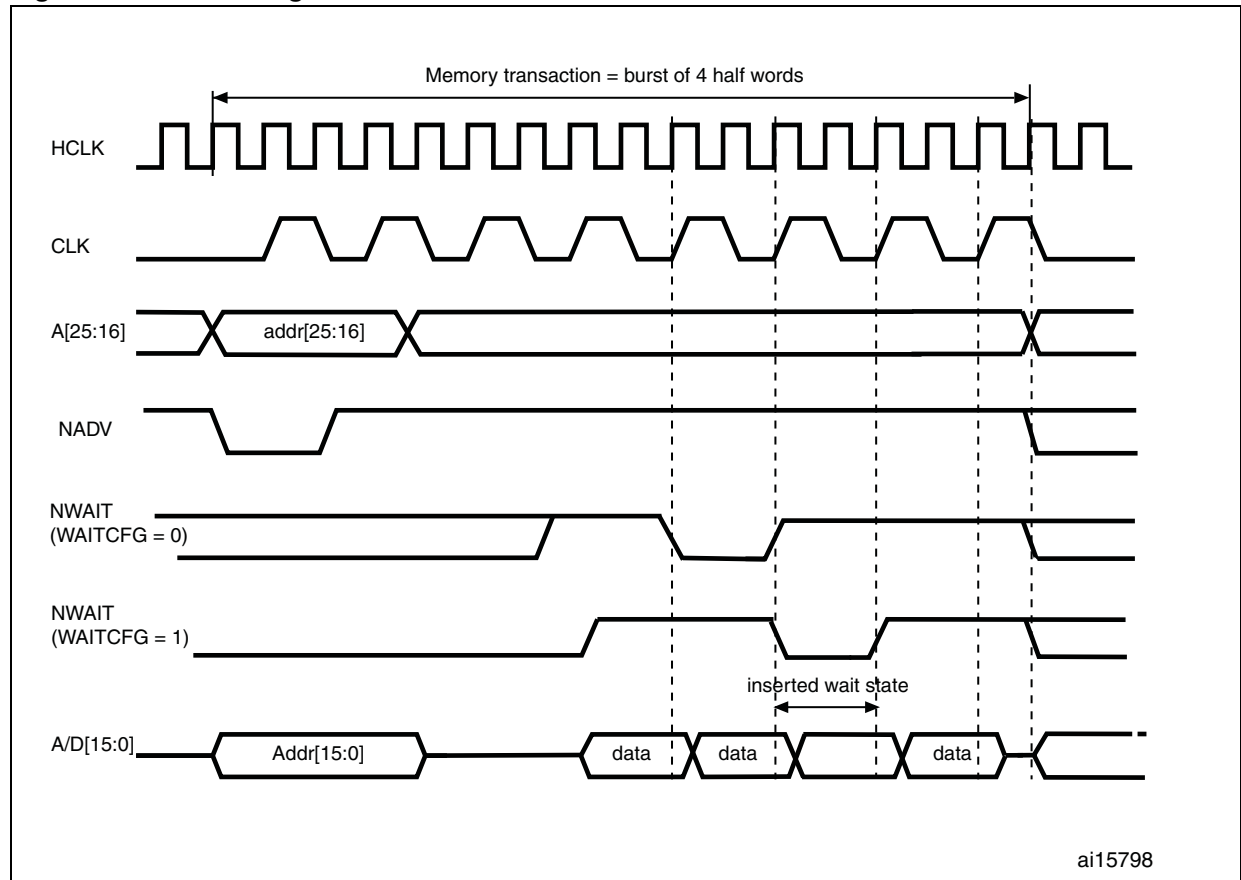 Memory transaction = burst of 4 half words
HCLK
CLK
A[25:16]
addr[25:16]
NADV
NWAIT
(WAITCFG = 0)
NWAIT
(WAITCFG = 1)
inserted wait state
A/D[15:0]
Addr[15:0]
data
data
data
ai15798